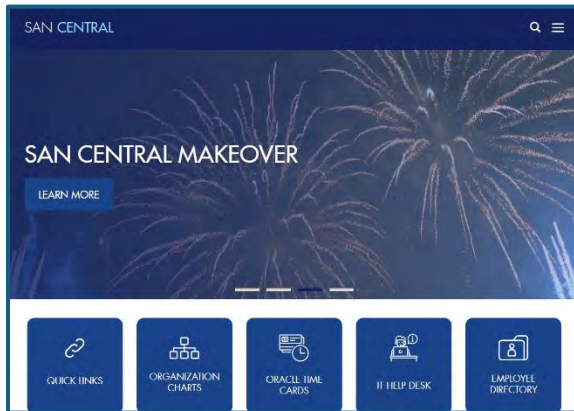 SAN CENTRAL
SAN CENTRAL MAKEOVER
LEARN MORE
QUICK LINKS
ORGANIZATION
CHARTS
ORACLE TIME
CARDS
IT HELP DESK
EMPLOYEE
DIRECTORY